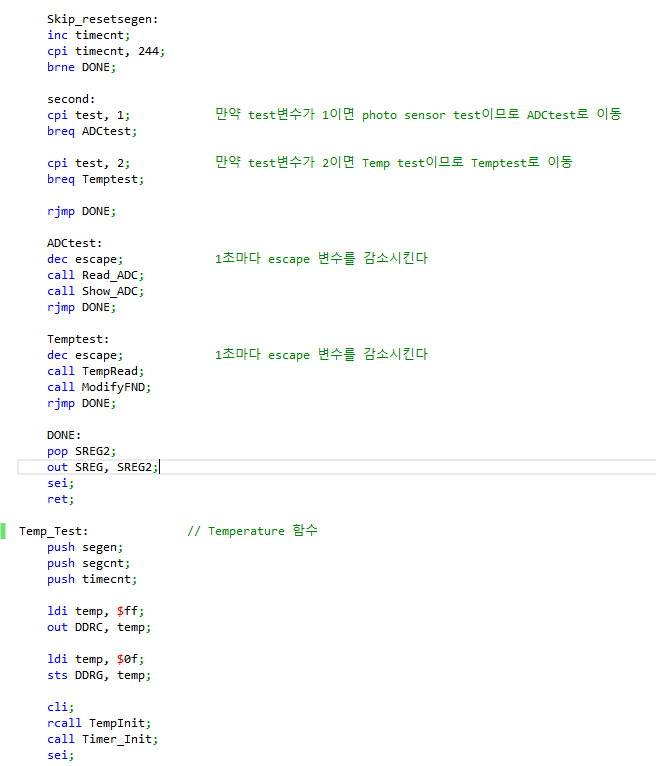 Skip_resetsegen:
inc timecnt;
cpi timecnt, 244;
brne DONE;
second:
cpi test, 1; 만약 test변수가 1이면 photo sensor test이므로 ADCtest로 이동
breq ADCtest;
cpi test, 2; 만약 test변수가 2이면 Temp test이므로 Temptest로 이동
breq Temptest;
rjmp DONE;
ADCtest:
dec escape; 1초마다 escape 변수를 감소시킨다
call Read_ADC;
call Show_ADC;
rjmp DONE;
Temptest:
dec escape; 1초마다 escape 변수를 감소시킨다
call TempRead;
call ModifyFND;
rjmp DONE;
DONE:
pop SREG2;
out SREG, SREG2;
sei;
ret;
Temp_Test: // Temperature 함수
push segen;
push segcnt;
push timecnt;
ldi temp, $ff;
out DDRC, temp;
ldi temp, $0f;
sts DDRG, temp;
cli;
rcall TempInit;
call Timer_Init;
sei;